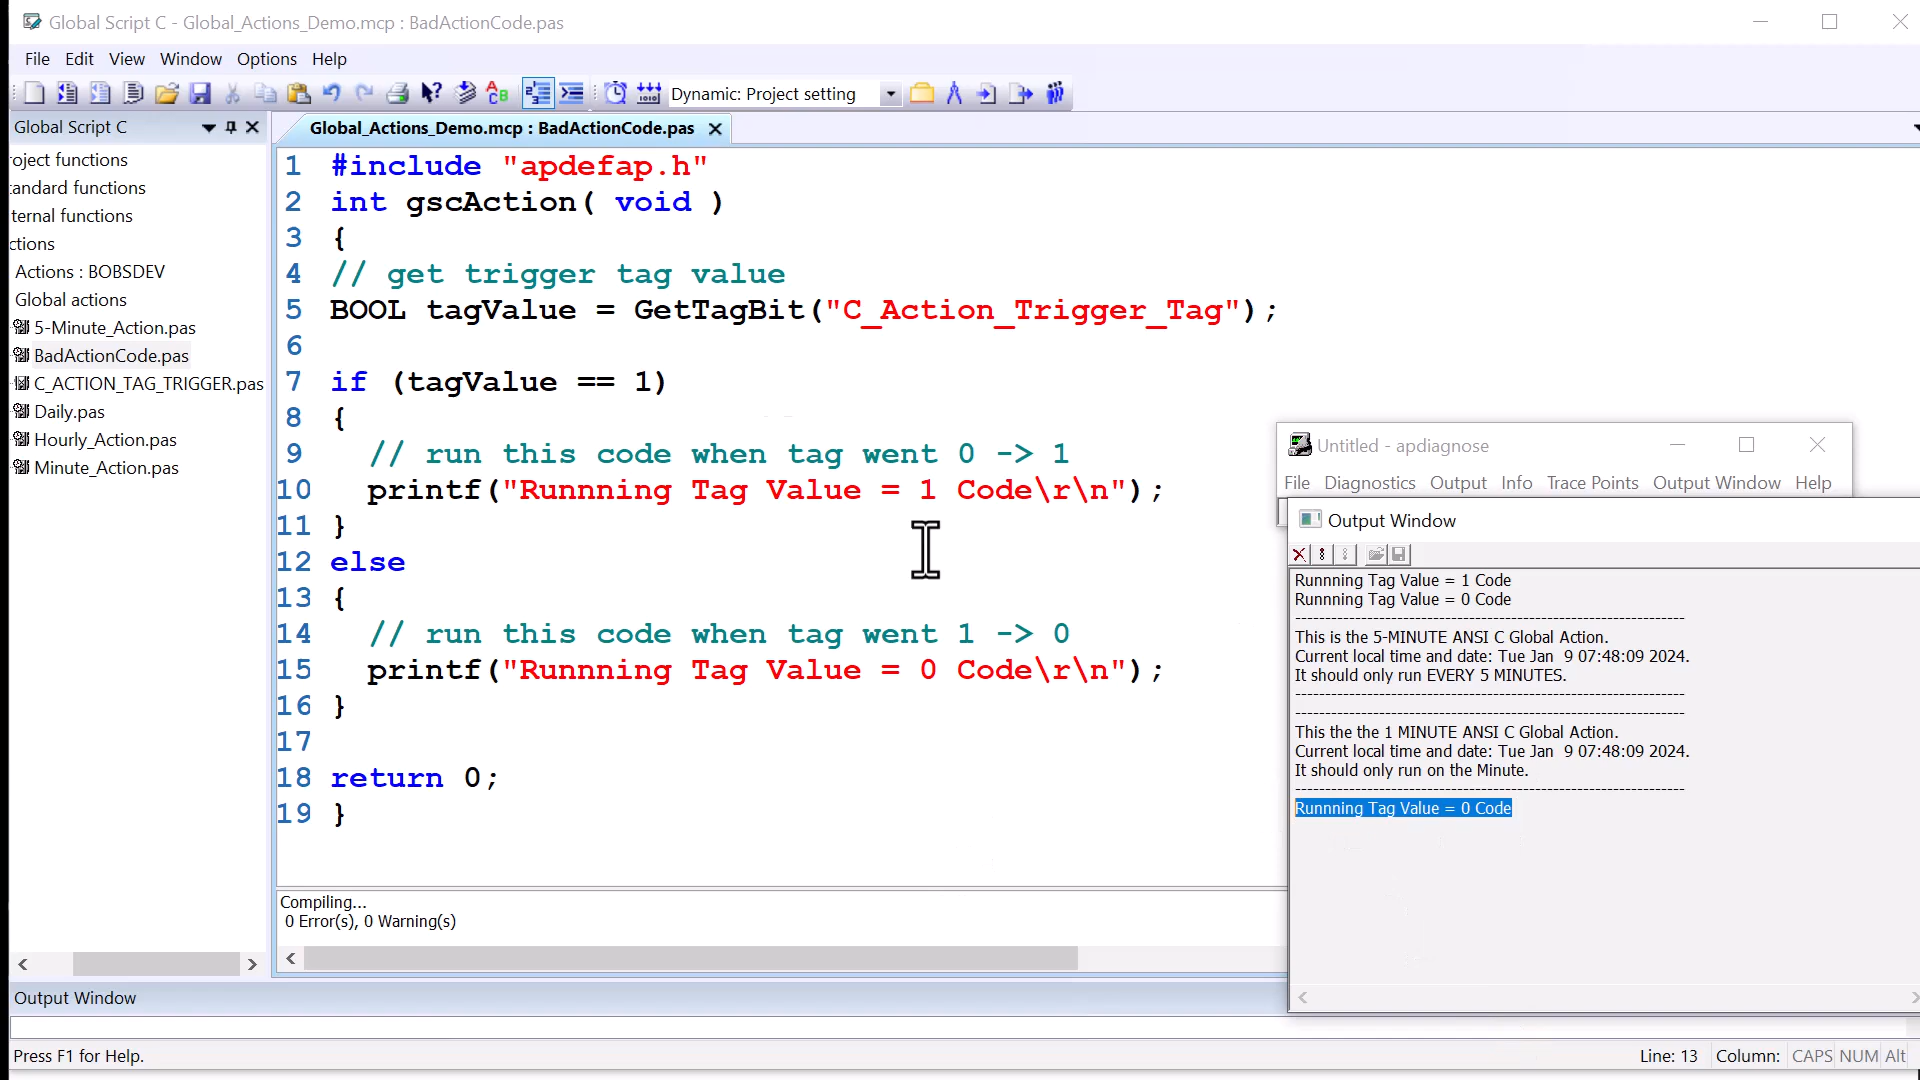 Global Script C - Global_Actions_Demo.mcp : BadActionCode.pas
File Edit View Window Options Help
Dynamic: Project setting
Global Script C
Global_Actions_Demo.mcp : BadActionCode.pas
oject functions
andard functions
ternal functions
ctions
Actions : BOBSDEV
Global actions
5-Minute_Action.pas
BadActionCode.pas
C_ACTION_TAG_TRIGGER.pas
Daily.pas
Hourly_Action.pas
Minute_Action.pas
1 #include "apdefap.h"
2 int gscAction( void )
3 {
4 // get trigger tag value
5 BOOL tagValue = GetTagBit("C_Action_Trigger_Tag");
6
7 if (tagValue == 1)
8 {
9 // run this code when tag went 0 -> 1
10 printf("Runnning Tag Value = 1 Code\r\n");
11 }
12 else
13 {
14 // run this code when tag went 1 -> 0
15 printf("Runnning Tag Value = 0 Code\r\n");
16 }
17
18 return 0;
19 }
Compiling...
0 Error(s), 0 Warning(s)
Untitled - apdiagnose
File Diagnostics Output Info Trace Points Output Window Help
Output Window
Runnning Tag Value = 1 Code
Runnning Tag Value = 0 Code
----------------------------------------------------
This is the 5-MINUTE ANSI C Global Action.
Current local time and date: Tue Jan  9 07:48:09 2024.
It should only run EVERY 5 MINUTES.
----------------------------------------------------
----------------------------------------------------
This the the 1 MINUTE ANSI C Global Action.
Current local time and date: Tue Jan  9 07:48:09 2024.
It should only run on the Minute.
----------------------------------------------------
Runnning Tag Value = 0 Code
Output Window
Press F1 for Help.
Line: 13 Column: CAPS NUM Alt